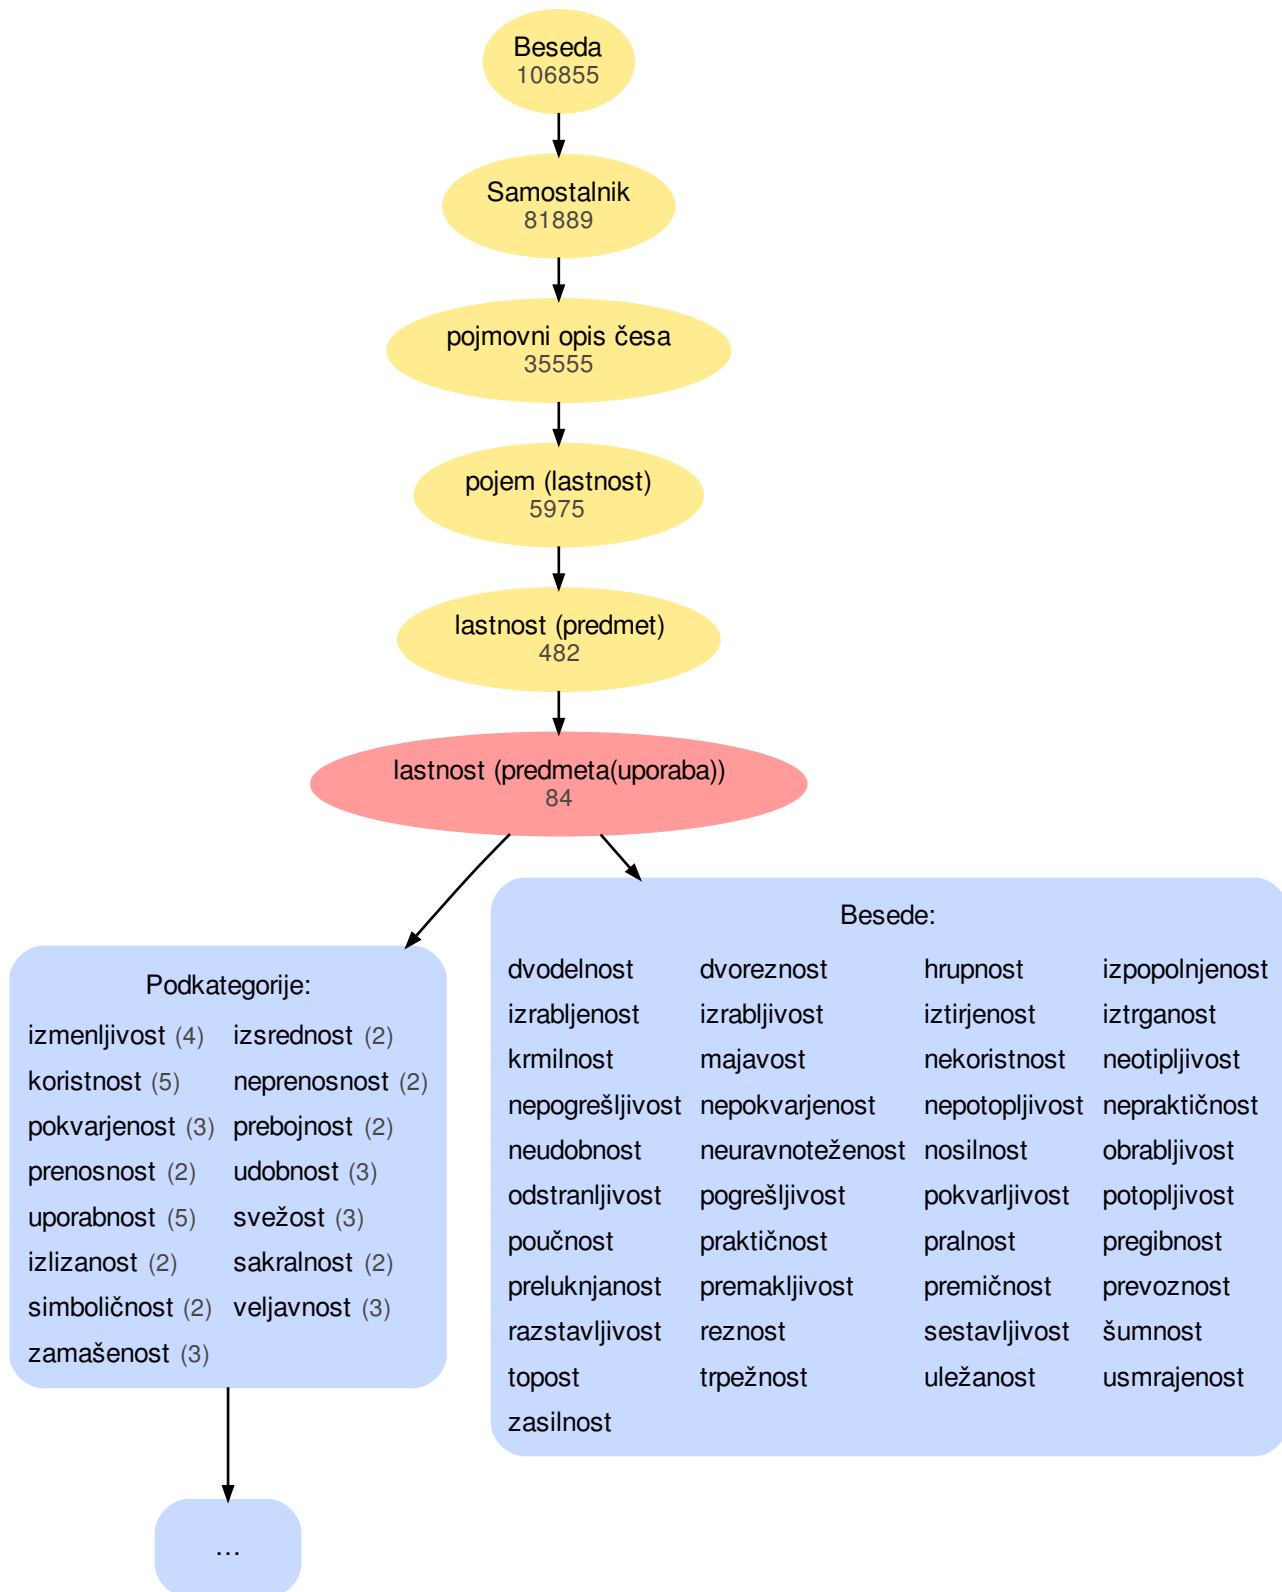 Beseda
106855
Samostalnik
81889
pojmovni opis česa
35555
pojem (lastnost)
5975
lastnost (predmet)
482
lastnost (predmeta(uporaba))
84
Podkategorije:
izmenljivost (4) izsrednost (2)
koristnost (5) neprenosnost (2)
pokvarjenost (3) prebojnost (2)
prenosnost (2) udobnost (3)
uporabnost (5) svežost (3)
izlizanost (2) sakralnost (2)
simboličnost (2) veljavnost (3)
zamašenost (3)
...
Besede:
dvodelnost dvoreznost hrupnost izpopolnjenost
izrabljenost izrabljivost iztirjenost iztrganost
krmilnost majavost nekoristnost neotipljivost
nepogrešljivost nepokvarjenost nepotopljivost nepraktičnost
neudobnost neuravnoteženost nosilnost obrabljivost
odstranljivost pogrešljivost pokvarljivost potopljivost
poučnost praktičnost pralnost pregibnost
preluknjanost premakljivost premičnost prevoznost
razstavljivost reznost sestavljivost šumnost
topost trpežnost uležanost usmrajenost
zasilnost